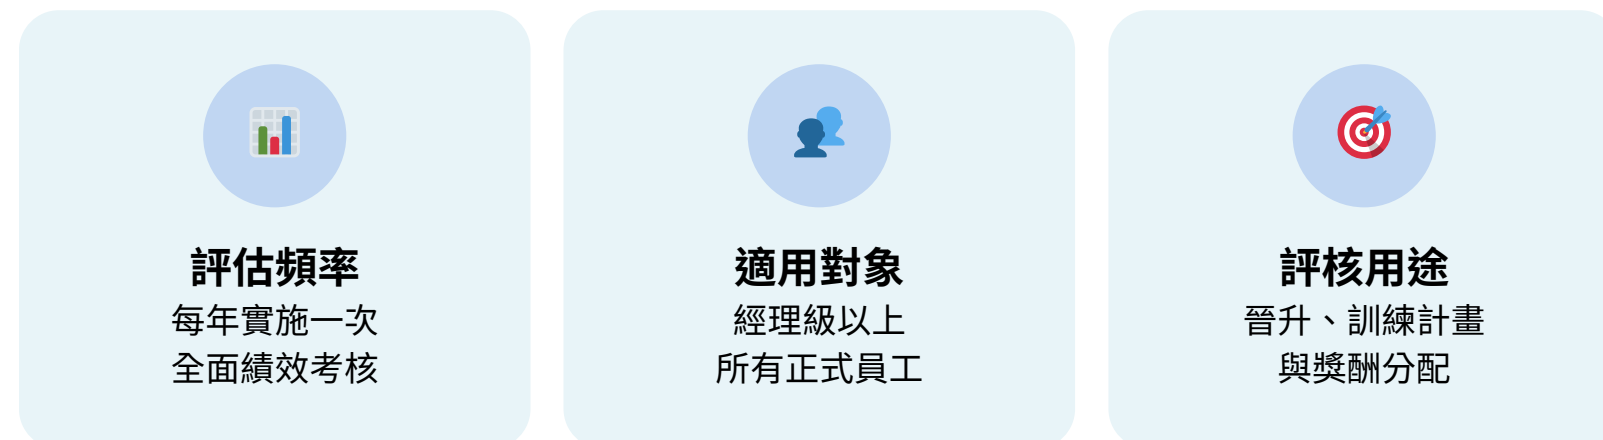 評估頻率
每年實施一次
全面績效考核
適用對象
經理級以上
所有正式員工
評核用途
晉升、訓練計畫
與獎酬分配